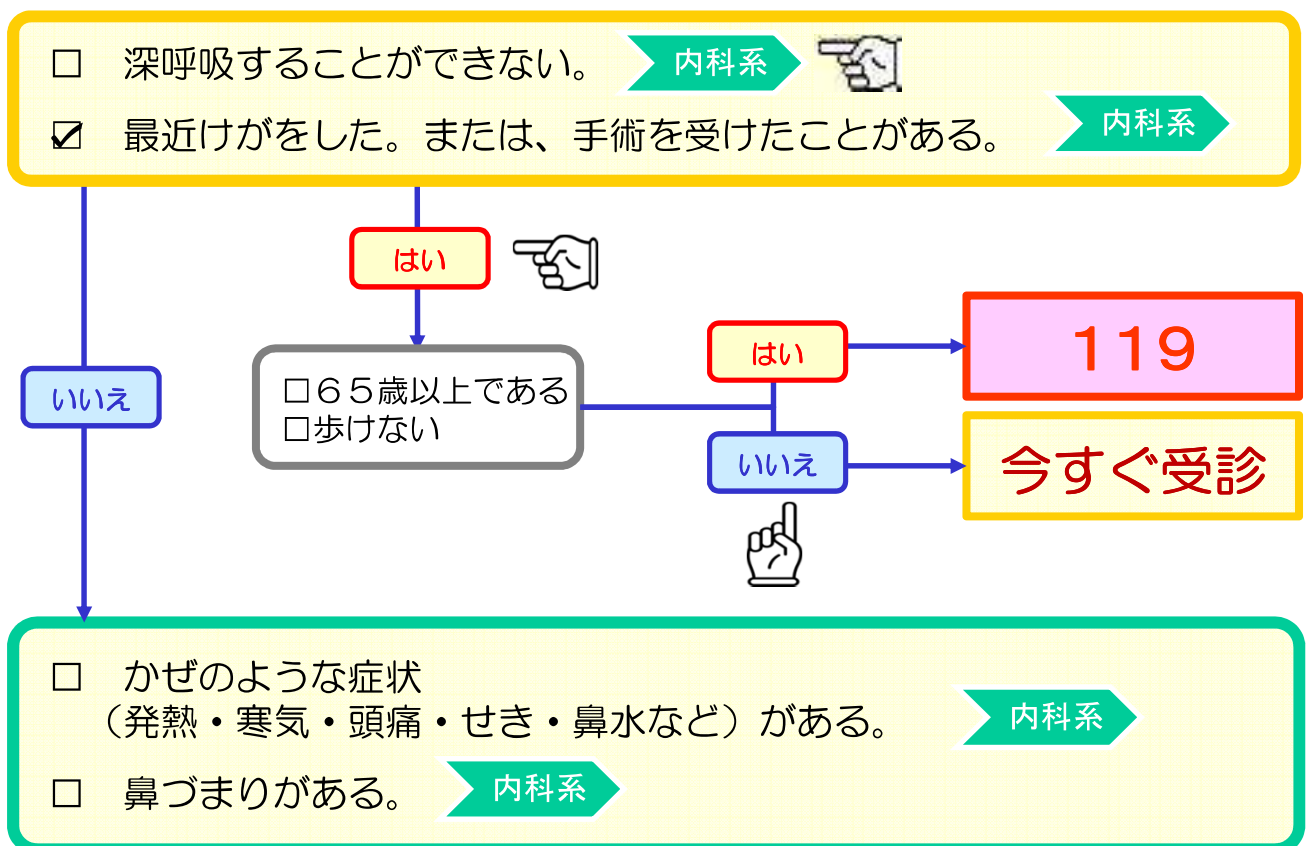 □ 深呼吸することができない。 内科系
☑ 最近けがをした。または、手術を受けたことがある。 内科系
はい
いいえ
□６５歳以上である
□歩けない
はい
いいえ
１１９
今すぐ受診
□ かぜのような症状
（発熱・寒気・頭痛・せき・鼻水など）がある。 内科系
□ 鼻づまりがある。 内科系